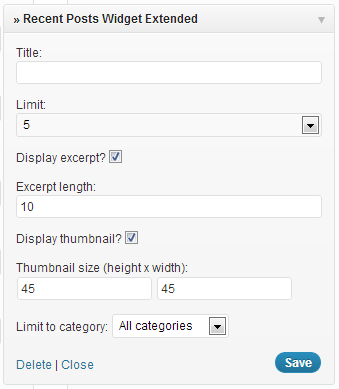 » Recent Posts Widget Extended
Title:
Limit:
5
Display excerpt?
Excerpt length:
10
Display thumbnail?
Thumbnail size (height x width):
45 45
Limit to category: All categories
Delete | Close Save